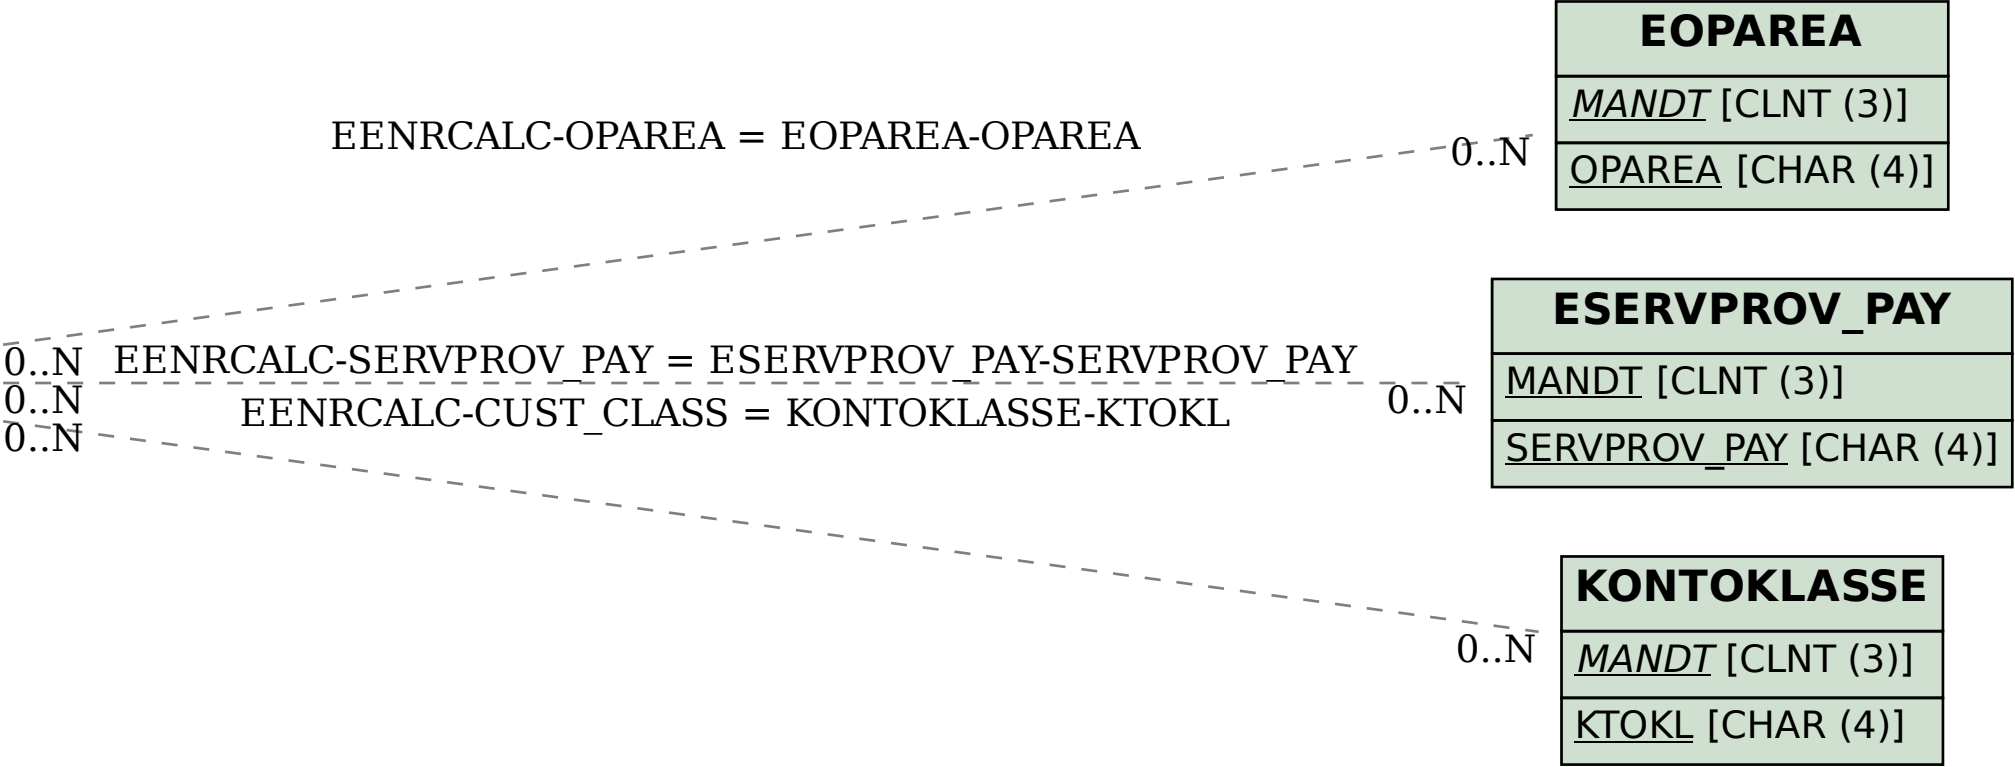 EOPAREA
MANDT [CLNT (3)]
OPAREA [CHAR (4)]
EENRCALC-OPAREA = EOPAREA-OPAREA
0..N
ESERVPROV_PAY
MANDT [CLNT (3)]
SERVPROV_PAY [CHAR (4)]
0..N EENRCALC-SERVPROV_PAY = ESERVPROV_PAY-SERVPROV_PAY
0..N
0..N
EENRCALC-CUST_CLASS = KONTOKLASSE-KTOKL
0..N
KONTOKLASSE
MANDT [CLNT (3)]
KTOKL [CHAR (4)]
0..N